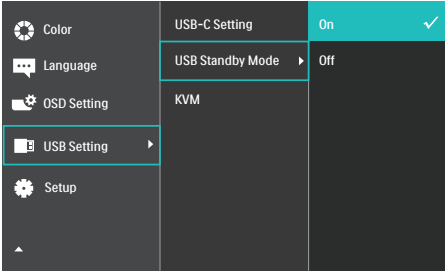 Color
Language
OSD Setting
USB Setting
Setup
USB-C Setting
USB Standby Mode
KVM
On
Off